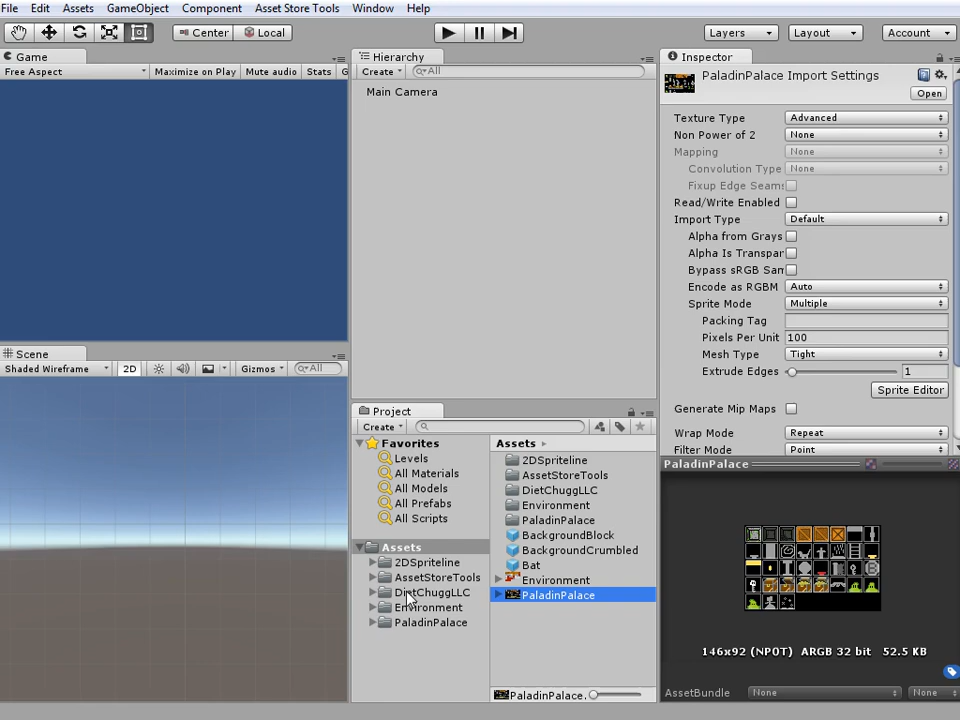 File Edit Assets GameObject Component Asset Store Tools Window Help
Center Local Layers Layout Account
Game
Free Aspect Maximize on Play Mute audio Stats G
Scene
Shaded Wireframe 2D Gizmos All
Hierarchy
Create All
Main Camera
Project
Create
Favorites
Levels
All Materials
All Models
All Prefabs
All Scripts
Assets
2DSpriteline
AssetStoreTools
DietChuggLLC
Environment
PaladinPalace
Assets
2DSpriteline
AssetStoreTools
DietChuggLLC
Environment
PaladinPalace
BackgroundBlock
BackgroundCrumbled
Bat
Environment
PaladinPalace
PaladinPalace.
Inspector
PaladinPalace Import Settings
Open
Texture Type Advanced
Non Power of 2 None
Mapping None
Convolution Type None
Fixup Edge Seams
Read/Write Enabled
Import Type Default
Alpha from Grays
Alpha Is Transpar
Bypass sRGB Sam
Encode as RGBM Auto
Sprite Mode Multiple
Packing Tag
Pixels Per Unit 100
Mesh Type Tight
Extrude Edges 1
Sprite Editor
Generate Mip Maps
Wrap Mode Repeat
Filter Mode Point
PaladinPalace
146x92 (NPOT) ARGB 32 bit 52.5 KB
AssetBundle None None